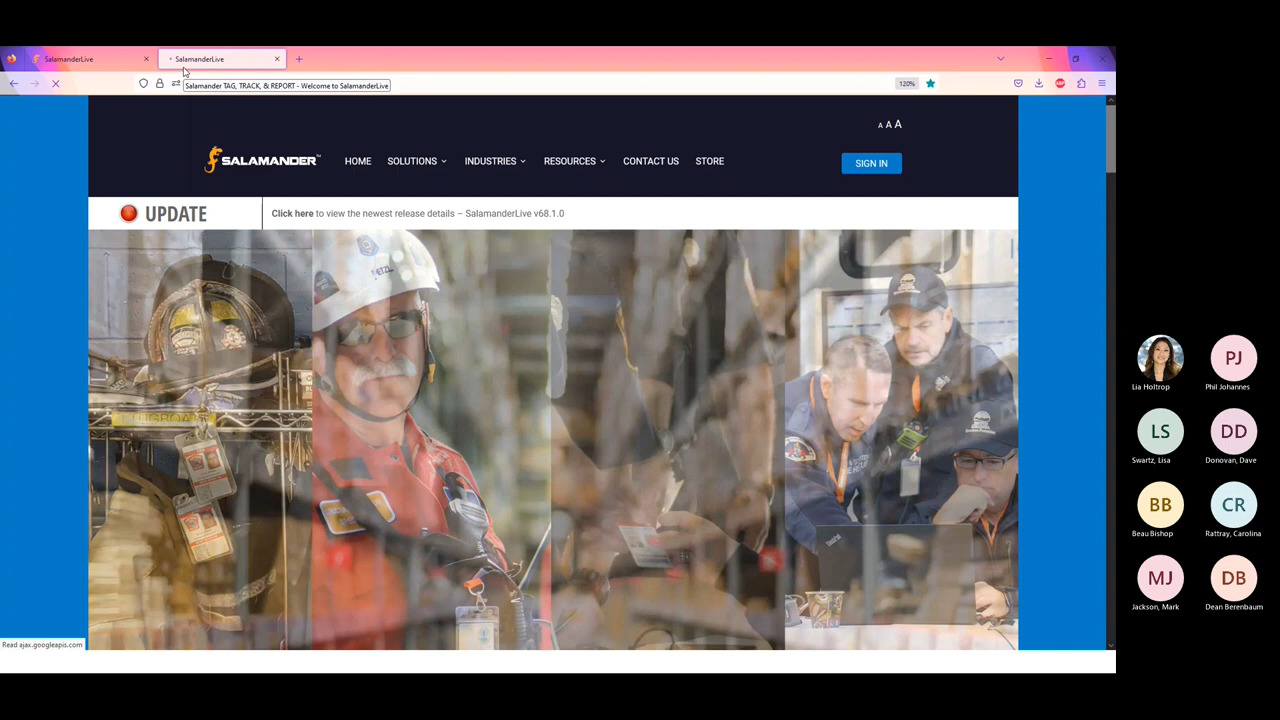 SalamanderLive
SalamanderLive
Salamander TAG, TRACK, & REPORT - Welcome to SalamanderLive
120%
ABP
A A A
SALAMANDER™
HOME
SOLUTIONS
INDUSTRIES
RESOURCES
CONTACT US
STORE
SIGN IN
UPDATE
Click here to view the newest release details – SalamanderLive v68.1.0
PETZL
Read ajax.googleapis.com
Lia Holtrop
PJ
Phil Johannes
LS
Swartz, Lisa
DD
Donovan, Dave
BB
Beau Bishop
CR
Rattray, Carolina
MJ
Jackson, Mark
DB
Dean Berenbaum